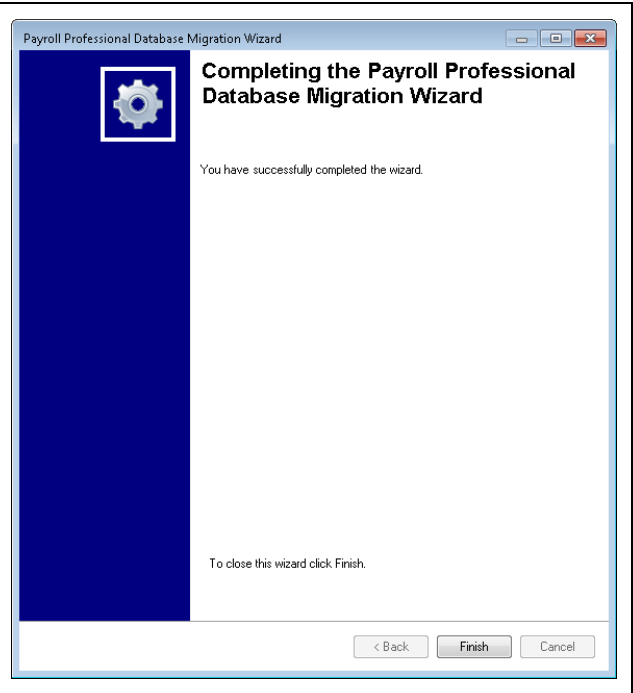 Payroll Professional Database Migration Wizard
Completing the Payroll Professional
Database Migration Wizard
You have successfully completed the wizard.
To close this wizard click Finish.
< Back Finish Cancel